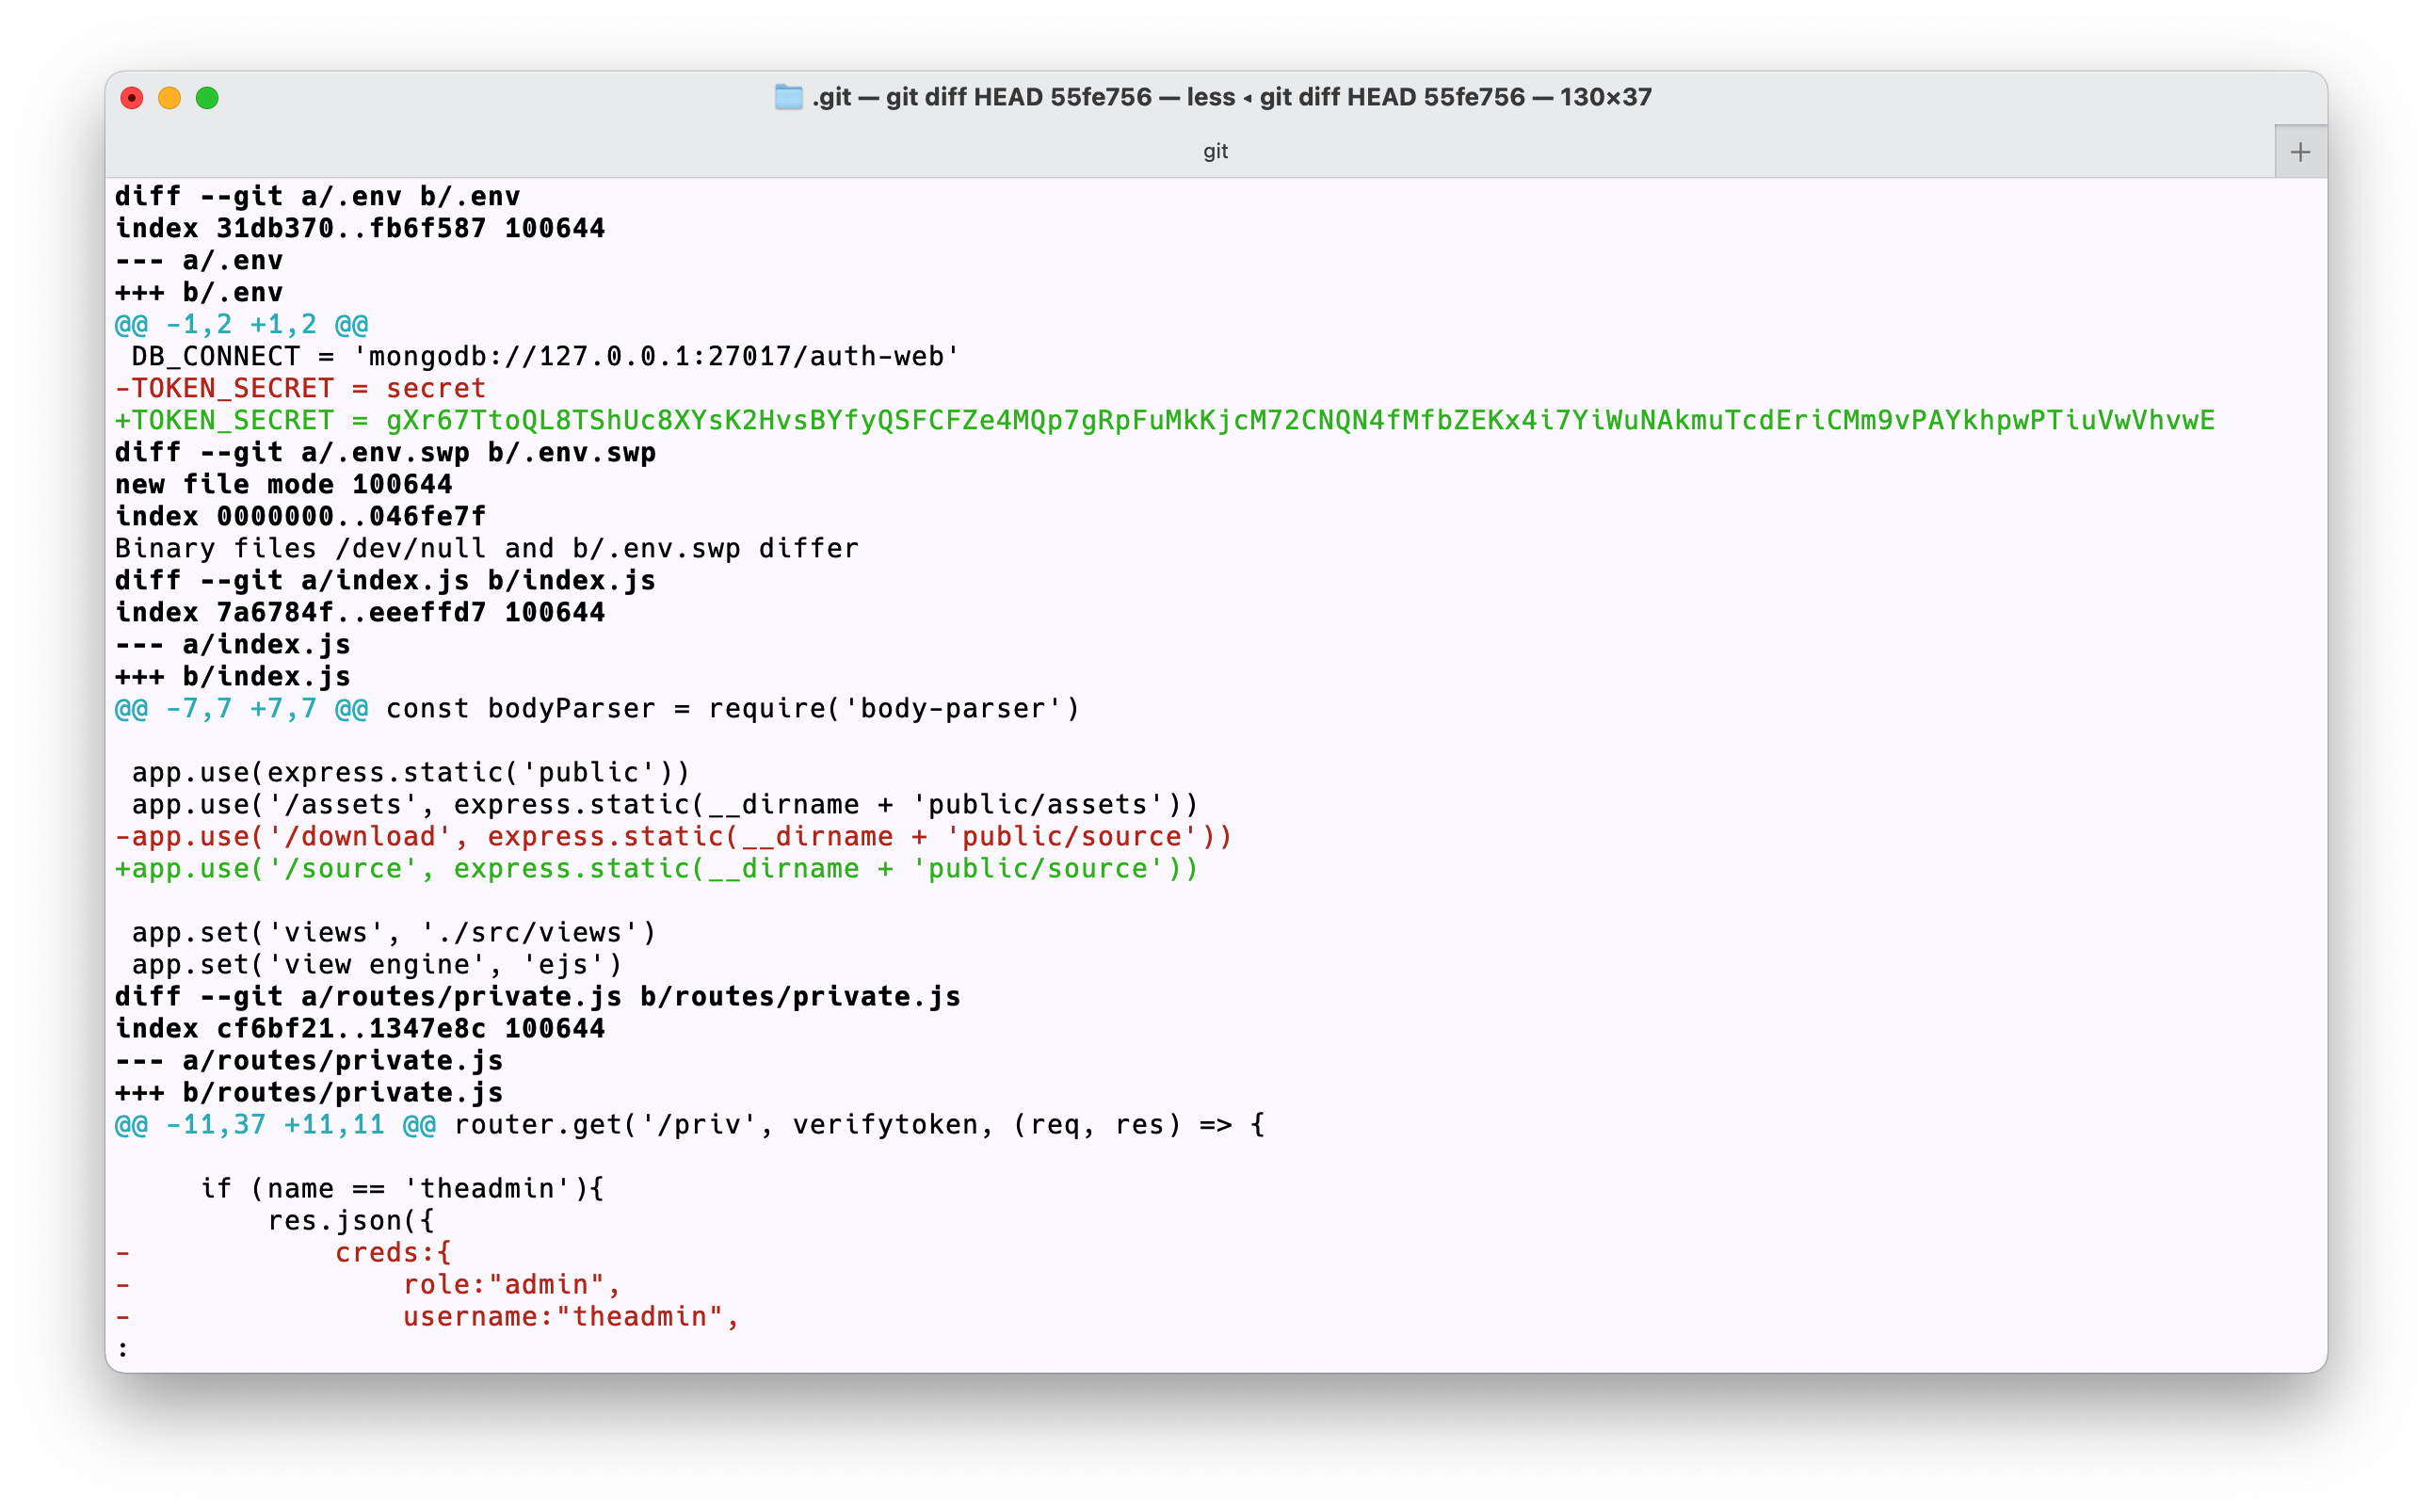 .git — git diff HEAD 55fe756 — less ◂ git diff HEAD 55fe756 — 130×37
git
diff --git a/.env b/.env
index 31db370..fb6f587 100644
--- a/.env
+++ b/.env
@@ -1,2 +1,2 @@
 DB_CONNECT = 'mongodb://127.0.0.1:27017/auth-web'
-TOKEN_SECRET = secret
+TOKEN_SECRET = gXr67TtoQL8TShUc8XYsK2HvsBYfyQSFCFZe4MQp7gRpFuMkKjcM72CNQN4fMfbZEKx4i7YiWuNAkmuTcdEriCMm9vPAYkhpwPTiuVwVhvwE
diff --git a/.env.swp b/.env.swp
new file mode 100644
index 0000000..046fe7f
Binary files /dev/null and b/.env.swp differ
diff --git a/index.js b/index.js
index 7a6784f..eeeffd7 100644
--- a/index.js
+++ b/index.js
@@ -7,7 +7,7 @@ const bodyParser = require('body-parser')
 app.use(express.static('public'))
 app.use('/assets', express.static(__dirname + 'public/assets'))
-app.use('/download', express.static(__dirname + 'public/source'))
+app.use('/source', express.static(__dirname + 'public/source'))
 app.set('views', './src/views')
 app.set('view engine', 'ejs')
diff --git a/routes/private.js b/routes/private.js
index cf6bf21..1347e8c 100644
--- a/routes/private.js
+++ b/routes/private.js
@@ -11,37 +11,11 @@ router.get('/priv', verifytoken, (req, res) => {
     if (name == 'theadmin'){
         res.json({
-            creds:{
-                role:"admin",
-                username:"theadmin",
: